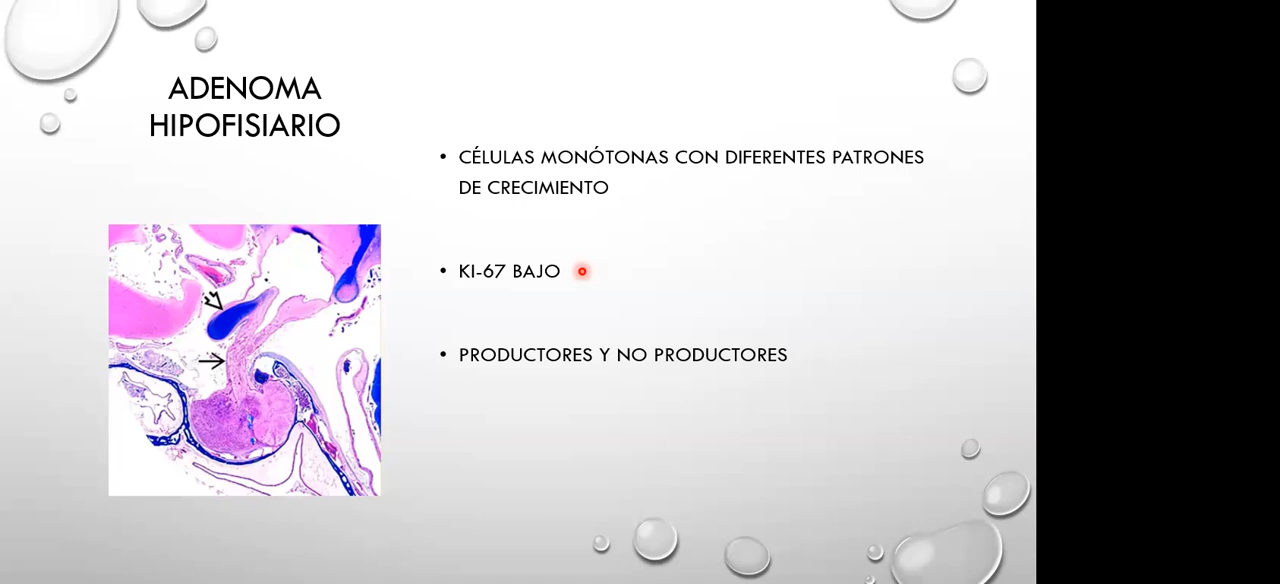 ADENOMA
HIPOFISIARIO
• CÉLULAS MONÓTONAS CON DIFERENTES PATRONES
DE CRECIMIENTO
• KI-67 BAJO
• PRODUCTORES Y NO PRODUCTORES